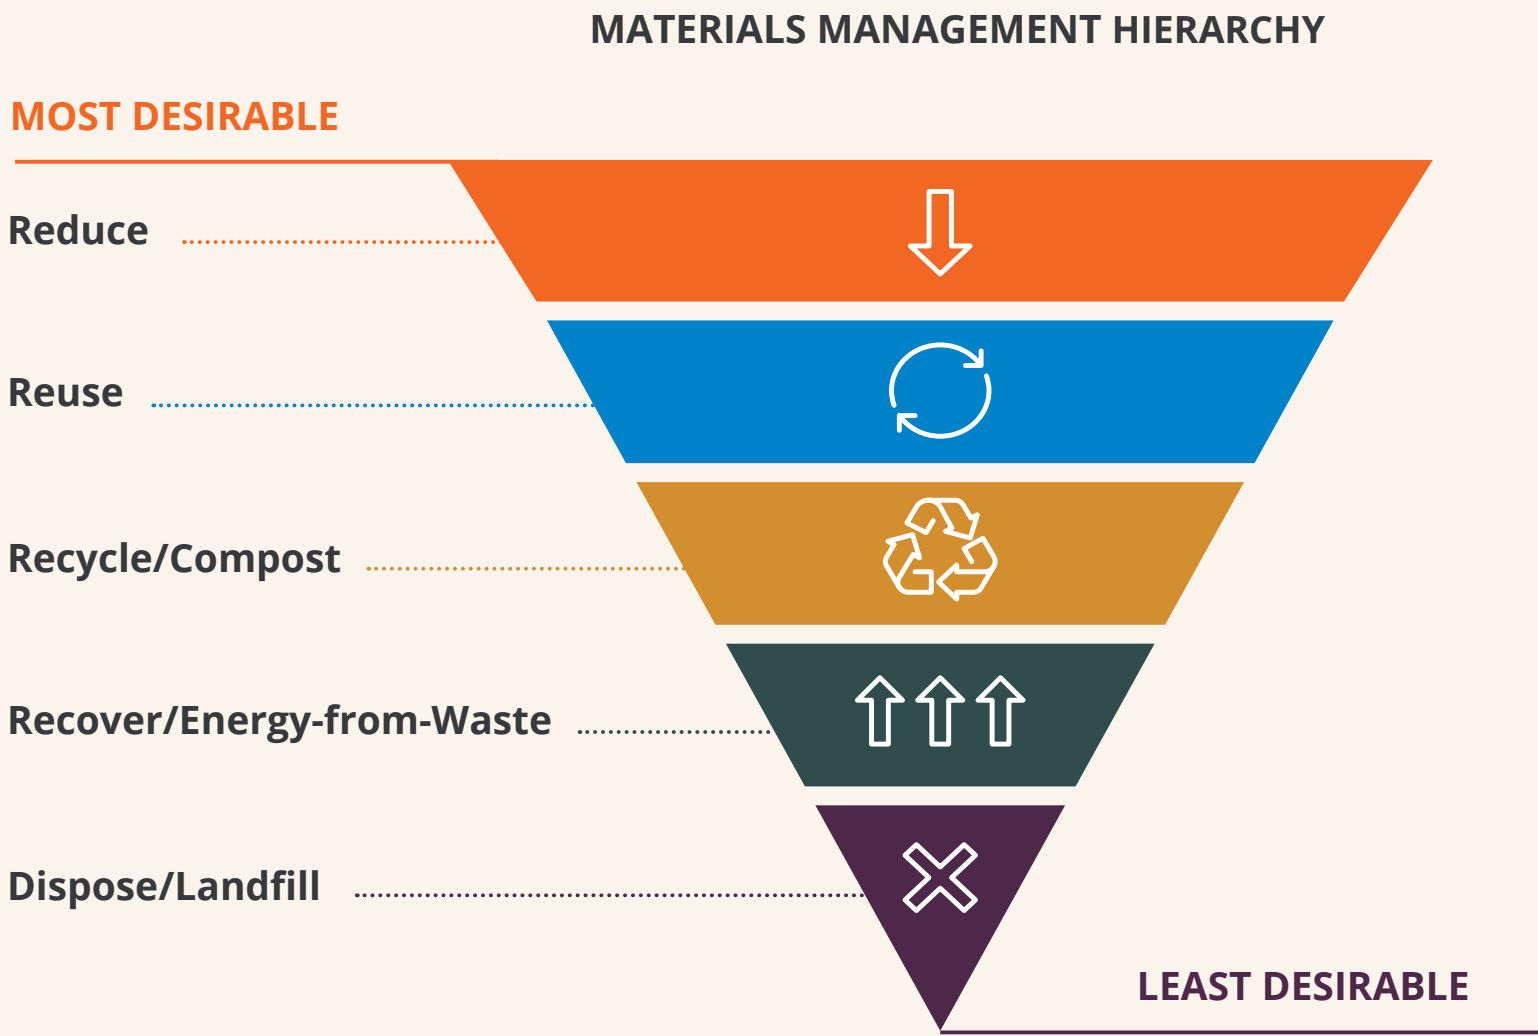 MATERIALS MANAGEMENT HIERARCHY
MOST DESIRABLE
Reduce
Reuse
Recycle/Compost
Recover/Energy-from-Waste
Dispose/Landfill
LEAST DESIRABLE